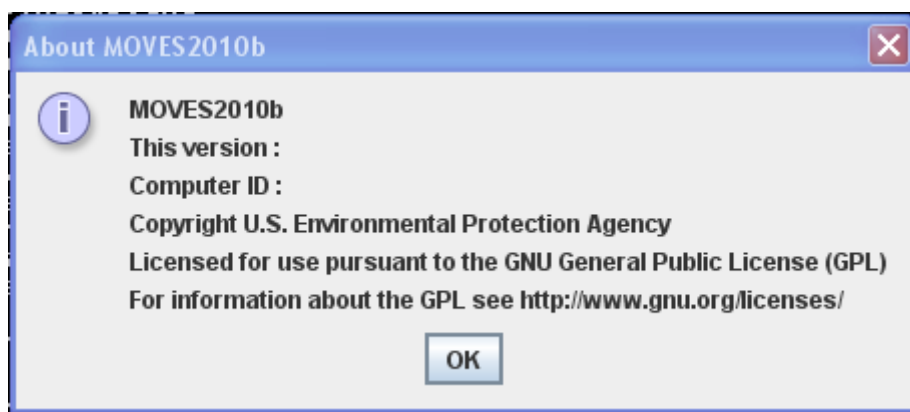 About MOVES2010b
MOVES2010b
This version :
Computer ID :
Copyright U.S. Environmental Protection Agency
Licensed for use pursuant to the GNU General Public License (GPL)
For information about the GPL see http://www.gnu.org/licenses/
OK